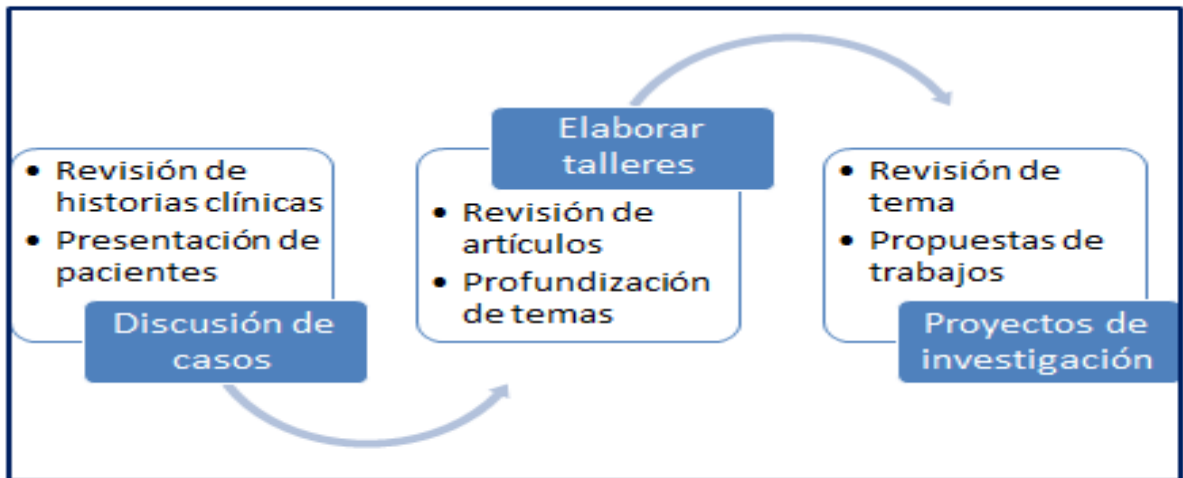 • Revisión de
historias clínicas
• Presentación de
pacientes
Discusión de
casos
Elaborar
talleres
• Revisión de
artículos
• Profundización
de temas
• Revisión de
tema
• Propuestas de
trabajos
Proyectos de
investigación